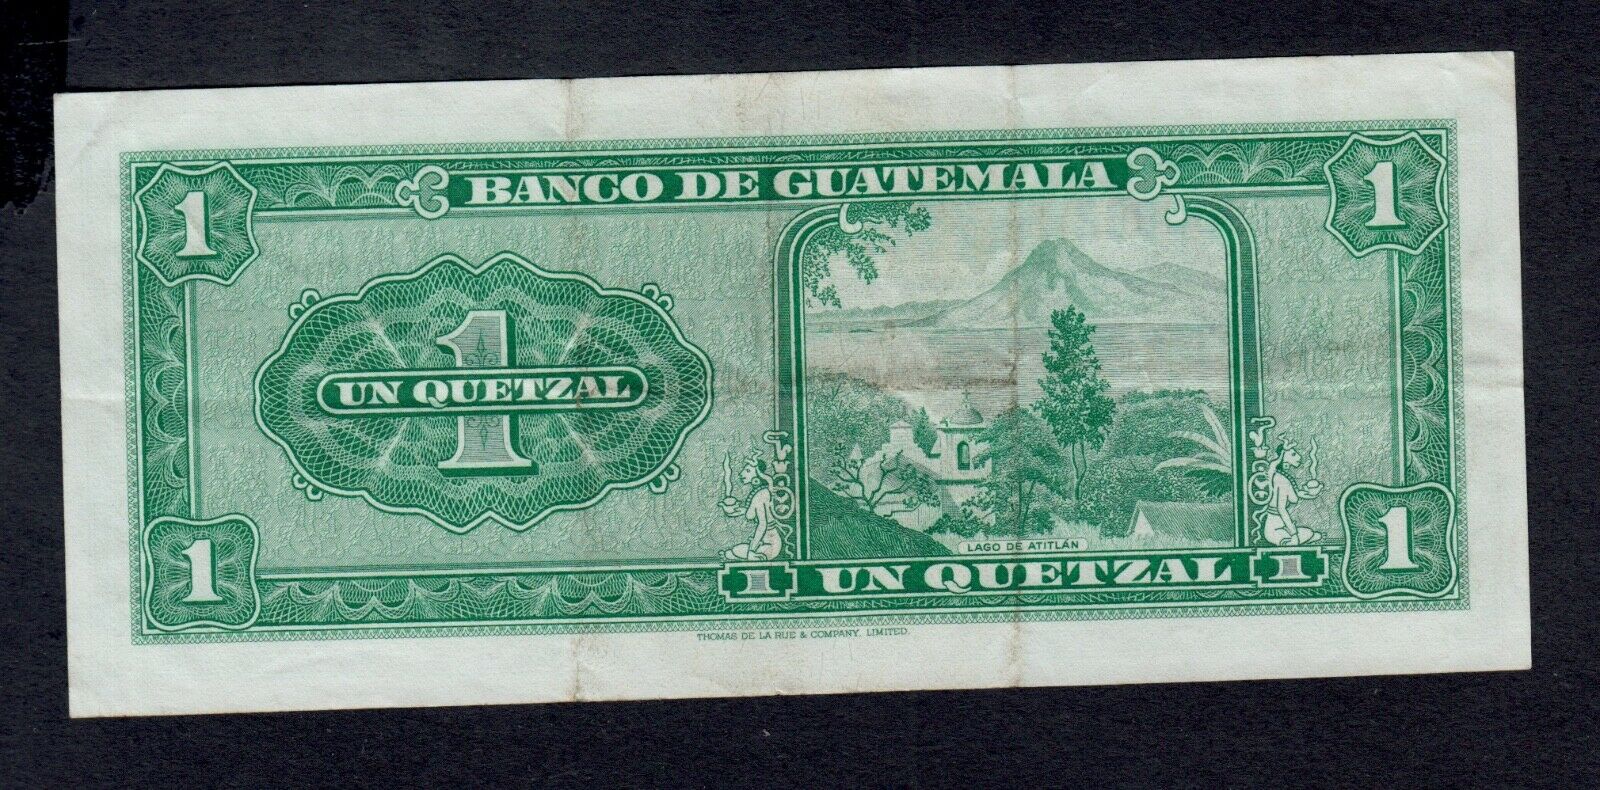 1 BANCO DE GUATEMALA 1
1
UN QUETZAL
LAGO DE ATITLÁN
1 1 UN QUETZAL 1 1
THOMAS DE LA RUE & COMPANY, LIMITED.